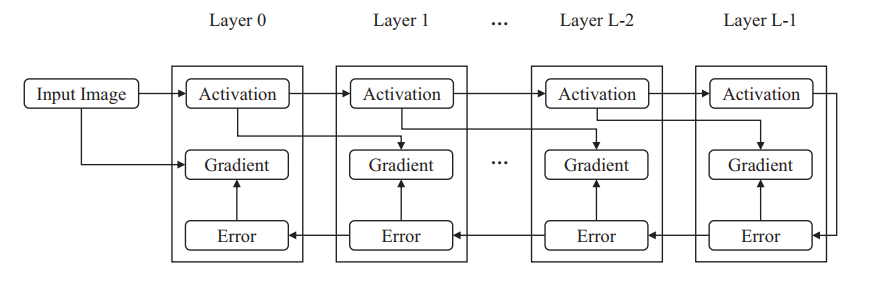 Layer 0 Layer 1 ... Layer L-2 Layer L-1
Input Image Activation Activation Activation Activation
Gradient Gradient ... Gradient Gradient
Error Error Error Error